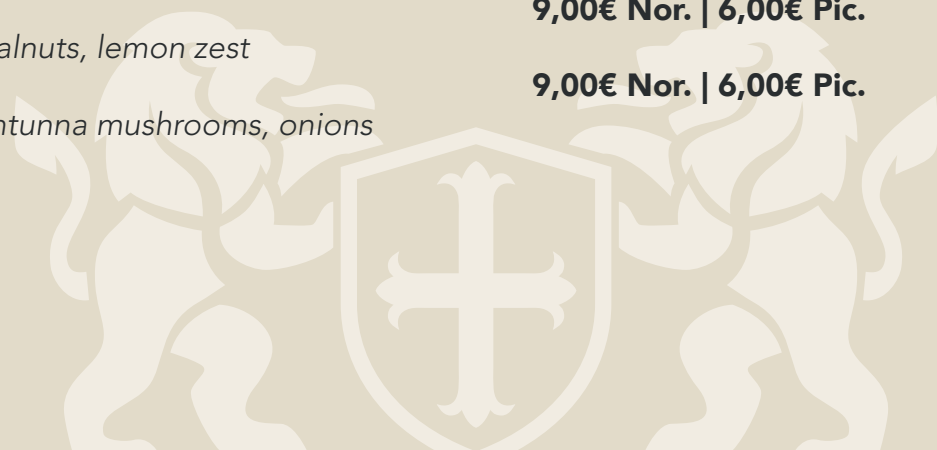 9,00€ Nor. | 6,00€ Pic.
alnuts, lemon zest
9,00€ Nor. | 6,00€ Pic.
ntunna mushrooms, onions